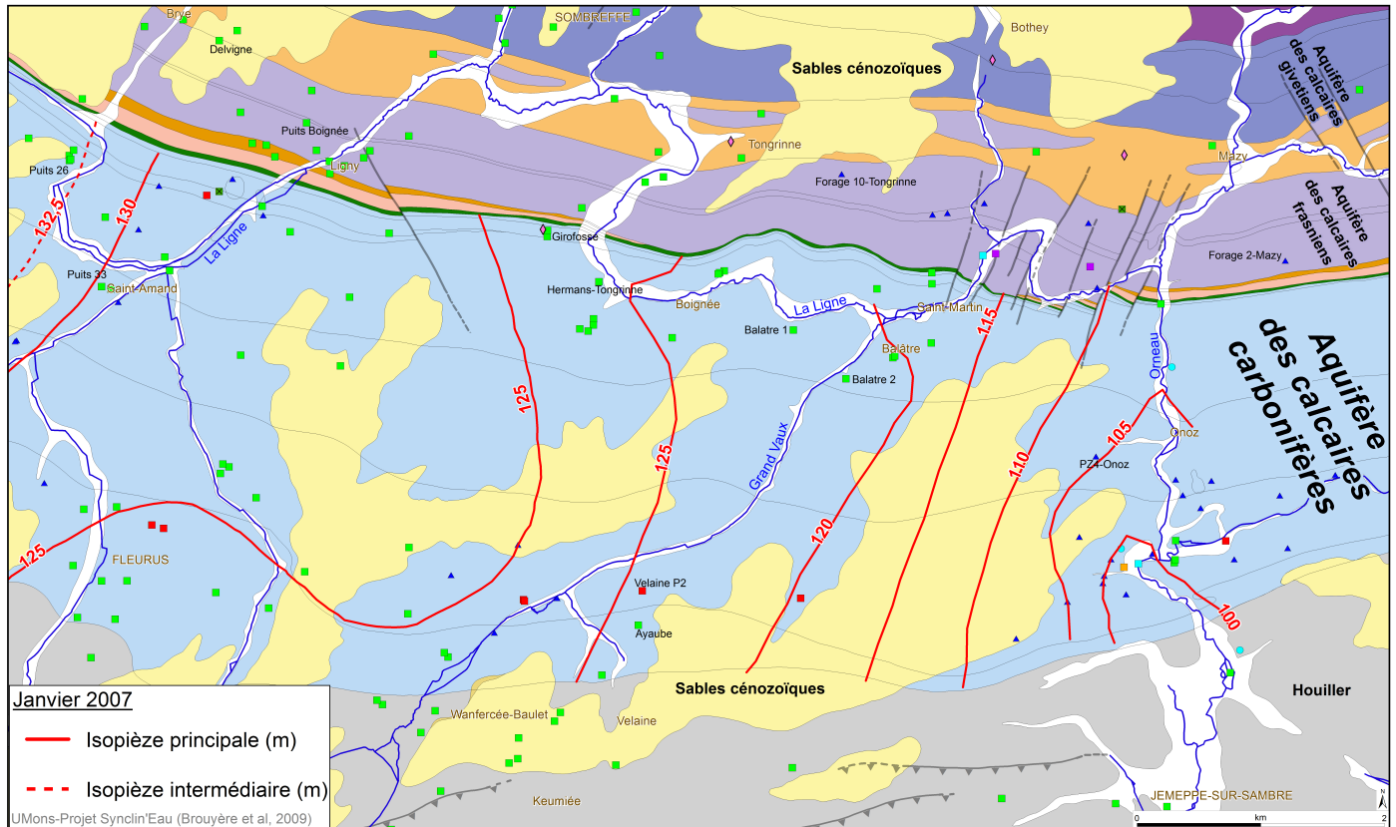 Brye
Delvigne
SOMBREFFE
Bothey
Sables cénozoïques
Aquifère
des calcaires
givetiens
Puits Boignée
Ligny
Tongrinne
Mazy
Puits 26
Forage 10-Tongrinne
Aquifère
des calcaires
frasniens
132,5
130
La Ligne
Girofosse
Forage 2-Mazy
Puits 33
Saint-Amand
Hermans-Tongrinne
Boignée
La Ligne
Saint-Martin
115
Balatre 1
Balâtre
Orneau
Aquifère
des calcaires
carbonifères
Balatre 2
125
125
Grand Vaux
110
105
Onoz
PZ4-Onoz
120
125
FLEURUS
Velaine P2
100
Ayaube
Sables cénozoïques
Houiller
Wanfercée-Baulet
Velaine
Keumiée
JEMEPPE-SUR-SAMBRE
Janvier 2007
Isopièze principale (m)
Isopièze intermédiaire (m)
UMons-Projet Synclin'Eau (Brouyère et al, 2009)
N
0 km 2